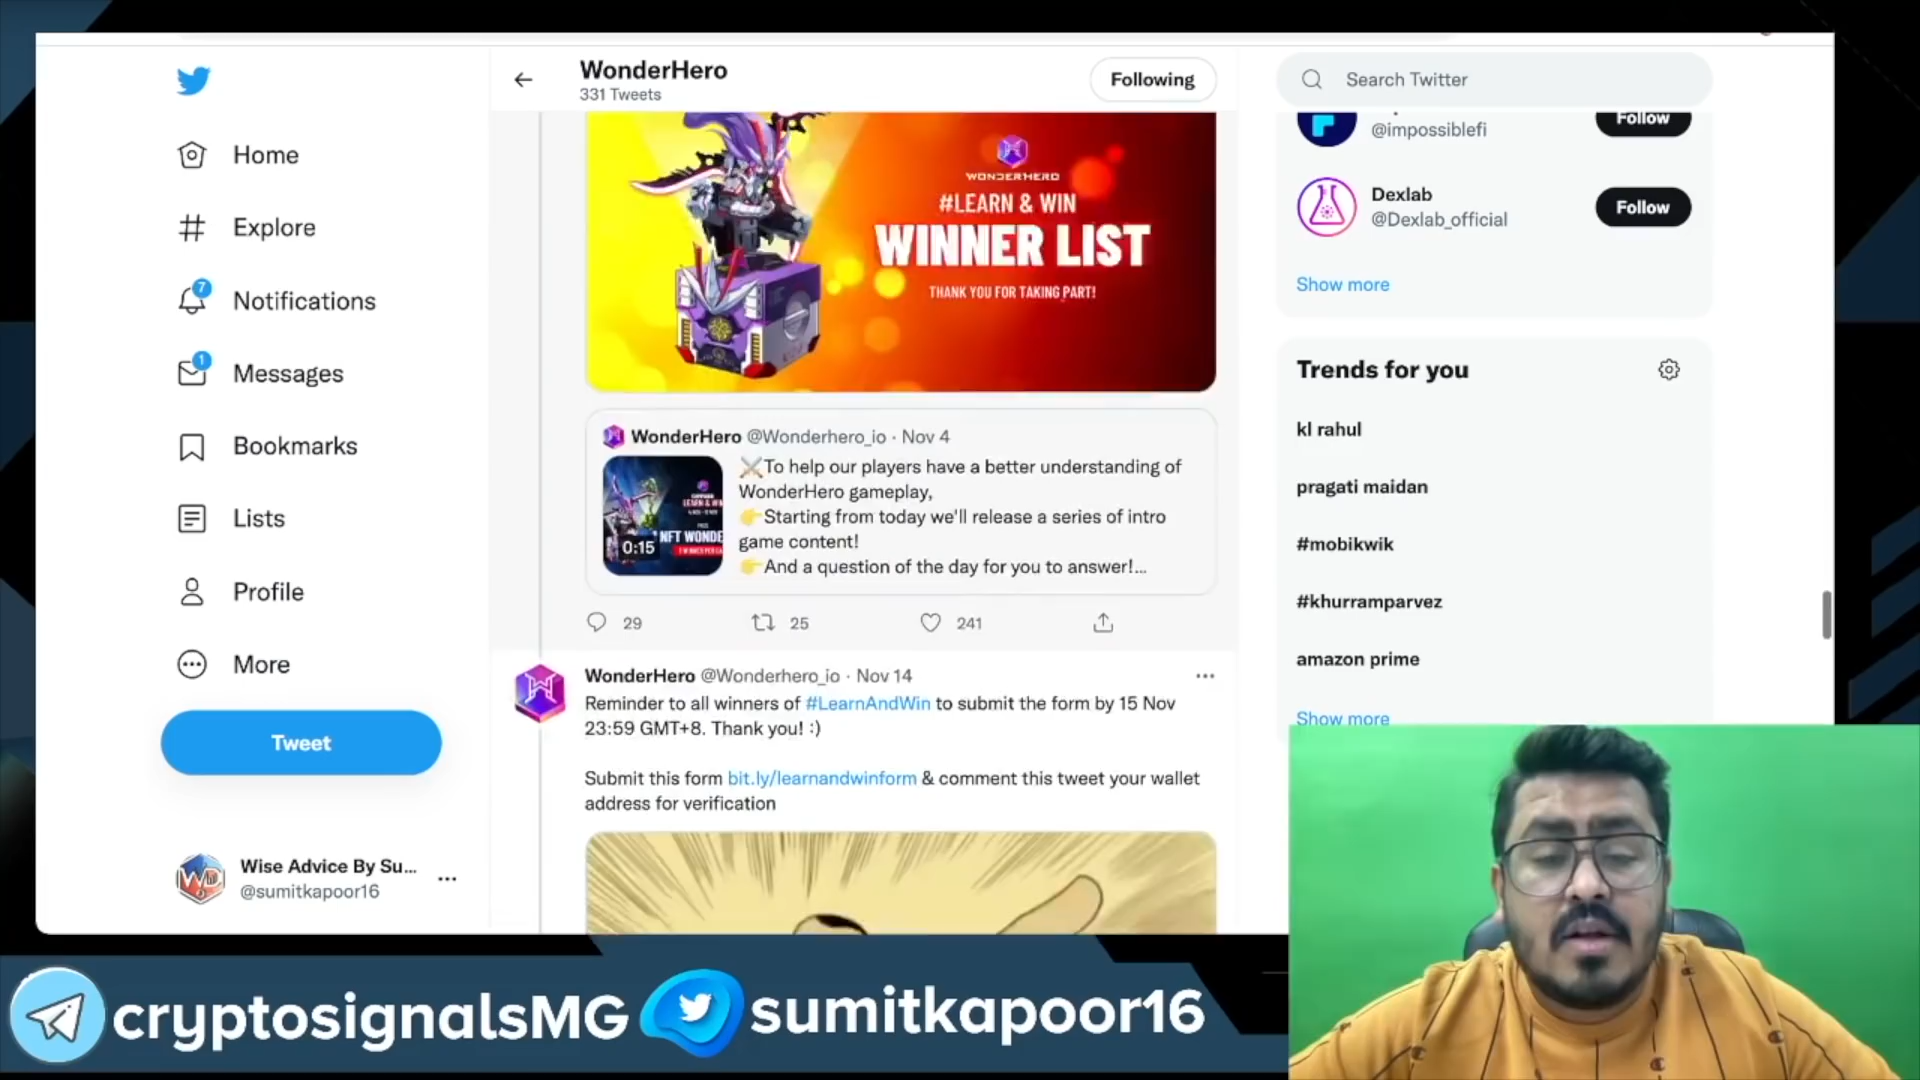 WonderHero
331 Tweets
Following
Search Twitter
Home
Explore
7
Notifications
1
Messages
Bookmarks
Lists
Profile
More
Tweet
Wise Advice By Su...
@sumitkapoor16
WONDERHERO
#LEARN & WIN
WINNER LIST
THANK YOU FOR TAKING PART!
WonderHero @Wonderhero_io · Nov 4
⚔️To help our players have a better understanding of
WonderHero gameplay,
👉Starting from today we'll release a series of intro
game content!
👉And a question of the day for you to answer!...
LEARN & WIN
NFT WONDE
0:15
29
25
241
WonderHero @Wonderhero_io · Nov 14
Reminder to all winners of #LearnAndWin to submit the form by 15 Nov
23:59 GMT+8. Thank you! :)
Submit this form bit.ly/learnandwinform & comment this tweet your wallet
address for verification
@impossiblefi
Follow
Dexlab
@Dexlab_official
Follow
Show more
Trends for you
kl rahul
pragati maidan
#mobikwik
#khurramparvez
amazon prime
Show more
cryptosignalsMG
sumitkapoor16